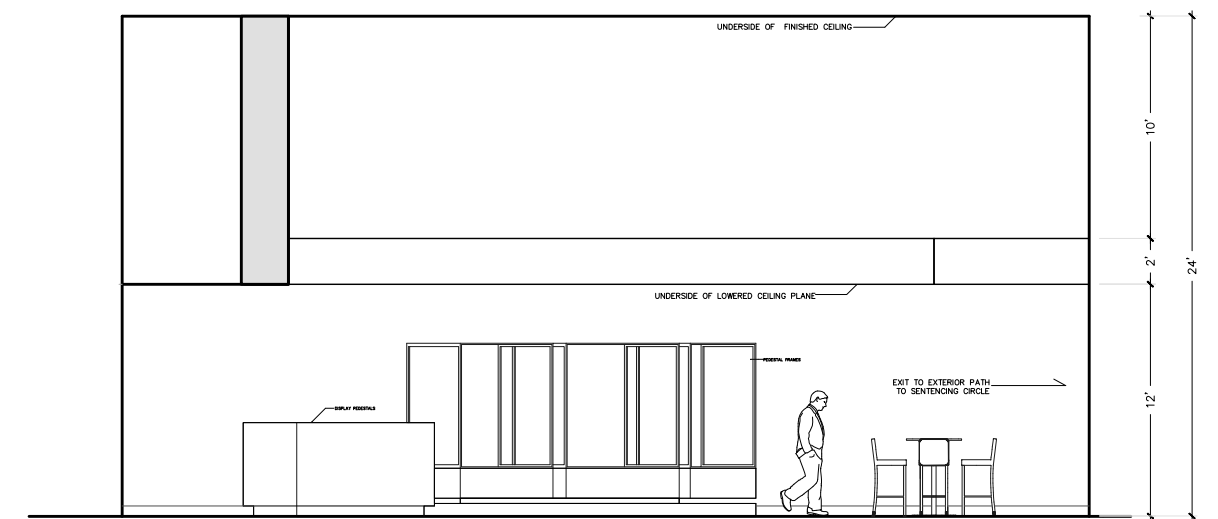 UNDERSIDE OF FINISHED CEILING
10'
2'
24'
UNDERSIDE OF LOWERED CEILING PLANE
PEDESTAL FRAMES
EXIT TO EXTERIOR PATH
TO SENTENCING CIRCLE
12'
DISPLAY PEDESTALS